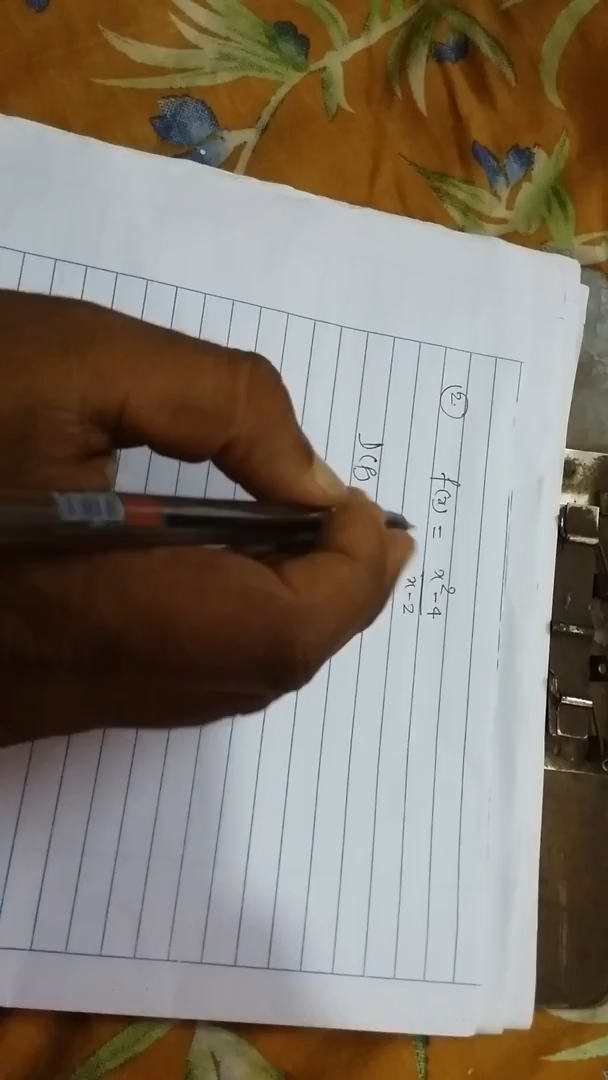 2. f(x) = x²-4
x-2